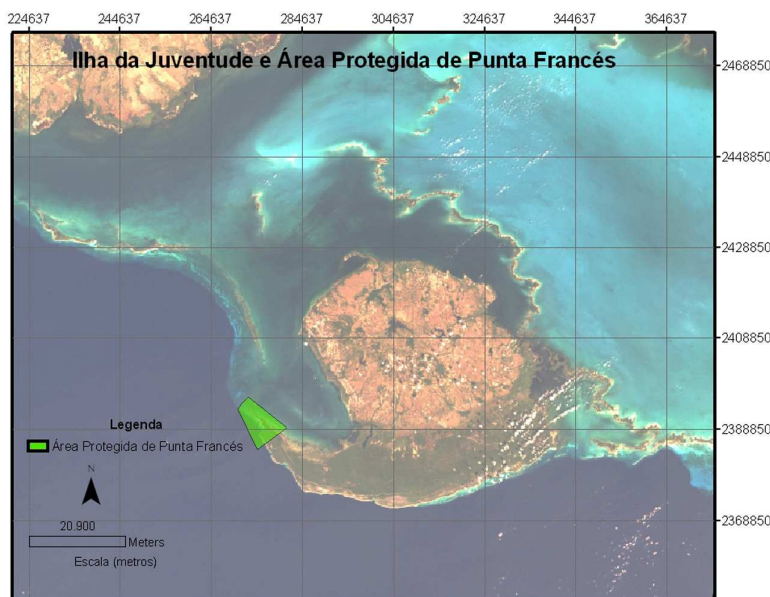 224637 244637 264637 284637 304637 324637 344637 364637
Ilha da Juventude e Área Protegida de Punta Francés
2468850
2448850
2428850
2408850
2388850
2368850
Legenda
Área Protegida de Punta Francés
N
20.900
Meters
Escala (metros)